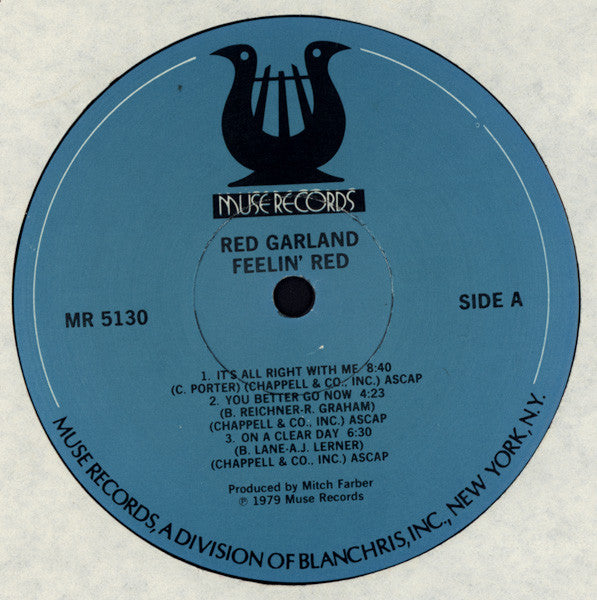 MUSE RECORDS
RED GARLAND
FEELIN' RED
MR 5130
SIDE A
1. IT'S ALL RIGHT WITH ME 8:40
(C. PORTER) (CHAPPELL & CO., INC.) ASCAP
2. YOU BETTER GO NOW 4:23
(B. REICHNER-R. GRAHAM)
(CHAPPELL & CO., INC.) ASCAP
3. ON A CLEAR DAY 6:30
(B. LANE-A.J. LERNER)
(CHAPPELL & CO., INC.) ASCAP
Produced by Mitch Farber
℗ 1979 Muse Records
MUSE RECORDS, A DIVISION OF BLANCHRIS, INC., NEW YORK, N.Y.